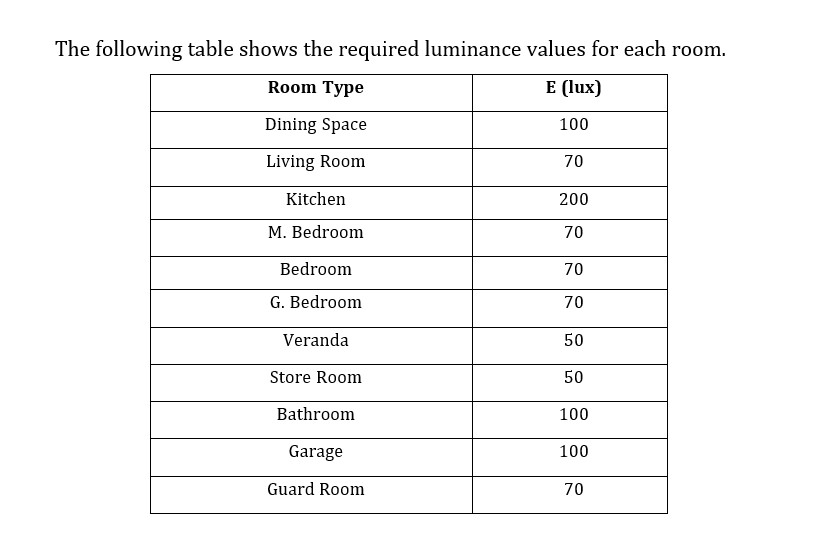 The following table shows the required luminance values for each room.
Room Type E (lux)
Dining Space 100
Living Room 70
Kitchen 200
M. Bedroom 70
Bedroom 70
G. Bedroom 70
Veranda 50
Store Room 50
Bathroom 100
Garage 100
Guard Room 70